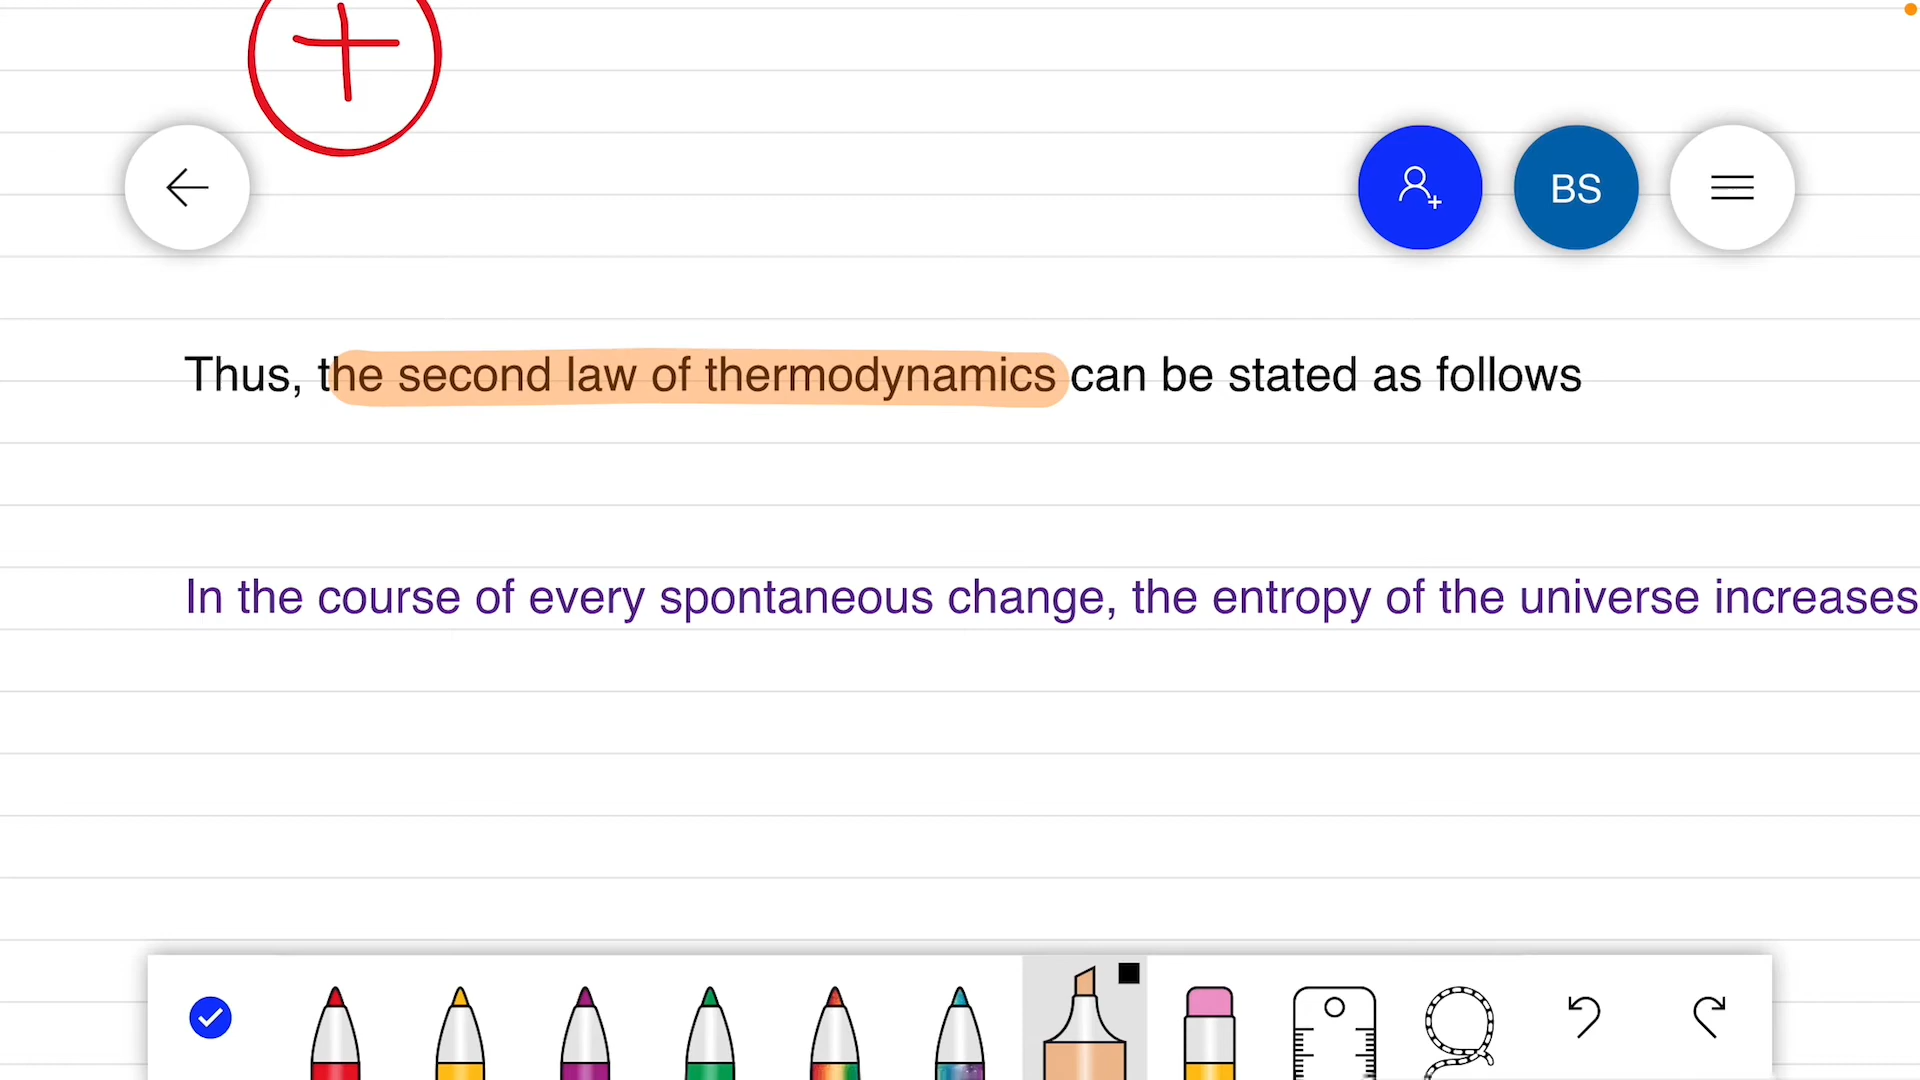 +
BS
Thus, the second law of thermodynamics can be stated as follows
In the course of every spontaneous change, the entropy of the universe increases